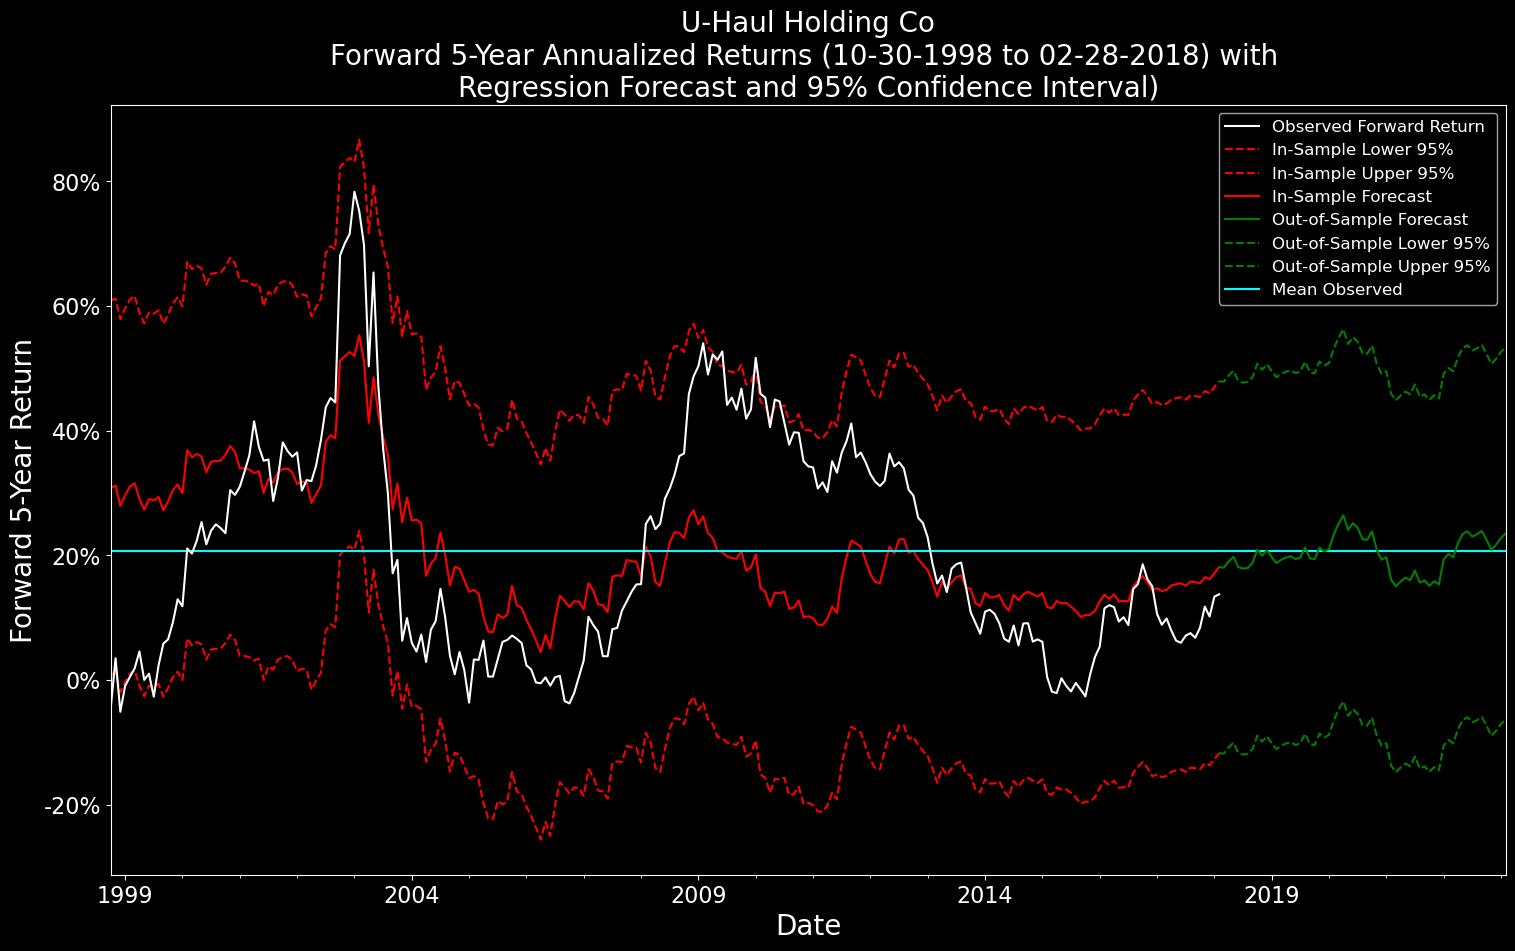 U-Haul Holding Co
Forward 5-Year Annualized Returns (10-30-1998 to 02-28-2018) with
Regression Forecast and 95% Confidence Interval)
Observed Forward Return
In-Sample Lower 95%
In-Sample Upper 95%
In-Sample Forecast
Out-of-Sample Forecast
Out-of-Sample Lower 95%
Out-of-Sample Upper 95%
Mean Observed
Forward 5-Year Return
80%
60%
40%
20%
0%
-20%
1999 2004 2009 2014 2019
Date